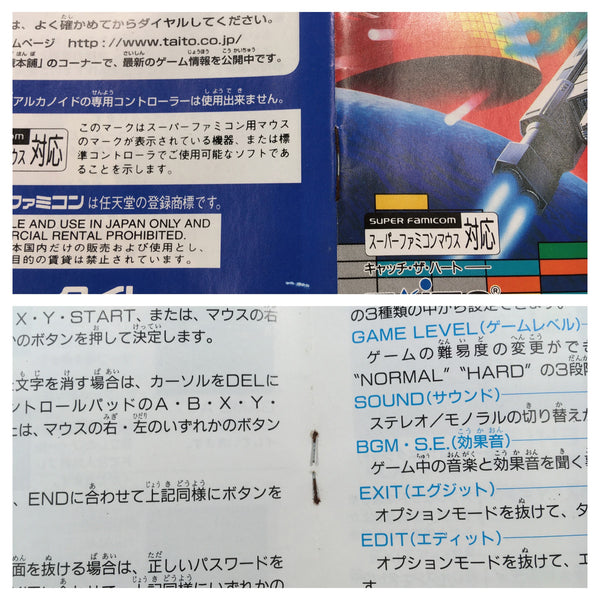 は、よく確かめてからダイヤルしてください。
ームページ http://www.taito.co.jp/
本舗」のコーナーで、最新のゲーム情報を公開中です。
アルカノイドの専用コントローラーは使用出来ません。
com
ウス 対応
このマークはスーパーファミコン用マウス
のマークが表示されている機器、または標
準コントローラでご使用可能なソフトであ
ることを示します。
ファミコンは任天堂の登録商標です。
LE AND USE IN JAPAN ONLY AND
RCIAL RENTAL PROHIBITED.
本国内だけの販売および使用とし、
目的の賃貸は禁止されています。
SUPER FAMICOM
スーパーファミコンマウス 対応
キャッチ・ザ・ハート
X・Y・START、または、マウスの右
かのボタンを押して決定します。
文字を消す場合は、カーソルをDELに
ントロールパッドのA・B・X・Y・
は、マウスの右・左のいずれかのボタン
、ENDに合わせて上記同様にボタンを
面を抜ける場合は、正しいパスワードを
の3種類の中から設定できます。
GAME LEVEL(ゲームレベル)
ゲームの難易度の変更ができ
"NORMAL" "HARD" の3段階
SOUND(サウンド)
ステレオ/モノラルの切り替えが
BGM・S.E.(効果音)
ゲーム中の音楽と効果音を聞く事
EXIT(エグジット)
オプションモードを抜けて、タ
EDIT(エディット)
オプションモードを抜けて、エ
す。